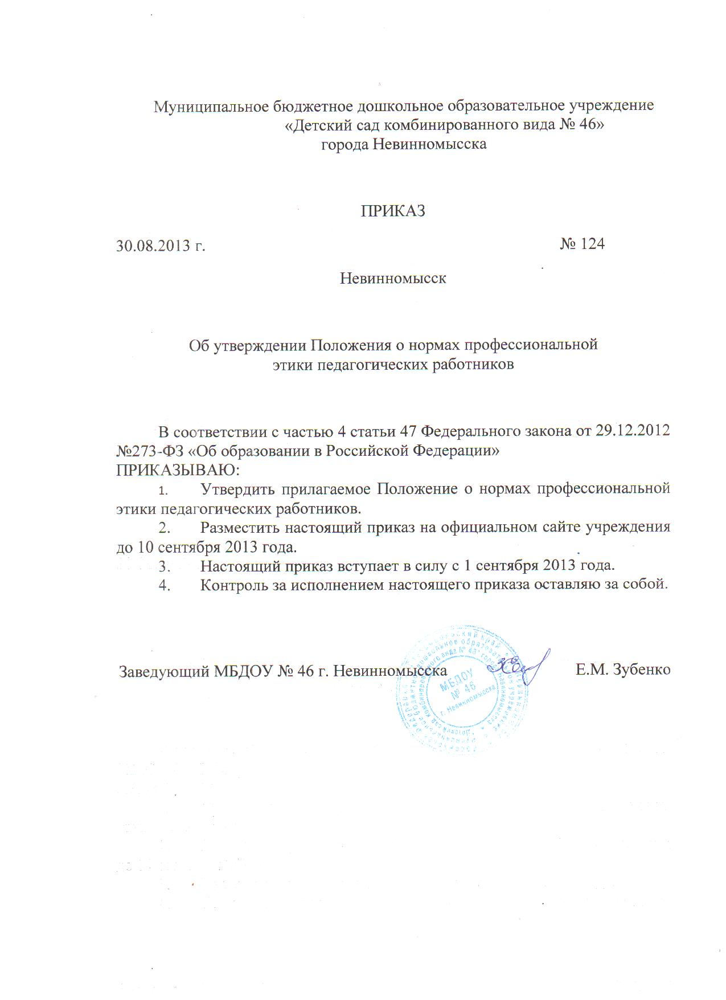 Муниципальное бюджетное дошкольное образовательное учреждение
«Детский сад комбинированного вида № 46»
города Невинномысска
ПРИКАЗ
30.08.2013 г. № 124
Невинномысск
Об утверждении Положения о нормах профессиональной
этики педагогических работников
В соответствии с частью 4 статьи 47 Федерального закона от 29.12.2012
№273-ФЗ «Об образовании в Российской Федерации»
ПРИКАЗЫВАЮ:
1. Утвердить прилагаемое Положение о нормах профессиональной
этики педагогических работников.
2. Разместить настоящий приказ на официальном сайте учреждения
до 10 сентября 2013 года.
3. Настоящий приказ вступает в силу с 1 сентября 2013 года.
4. Контроль за исполнением настоящего приказа оставляю за собой.
Заведующий МБДОУ № 46 г. Невинномысска Е.М. Зубенко
МБДОУ
№ 46
г. Невинномысска